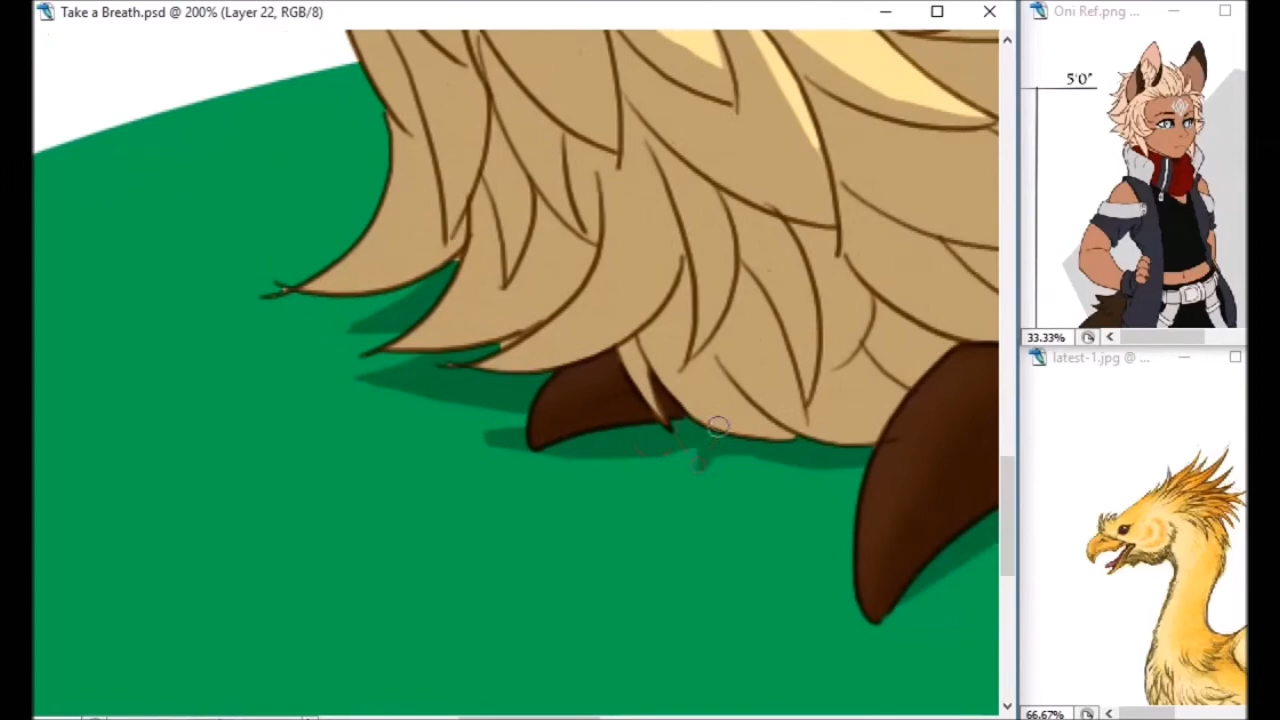 Take a Breath.psd @ 200% (Layer 22, RGB/8)
Oni Ref.png ...
5'0"
33.33%
latest-1.jpg @ ...
66.67%